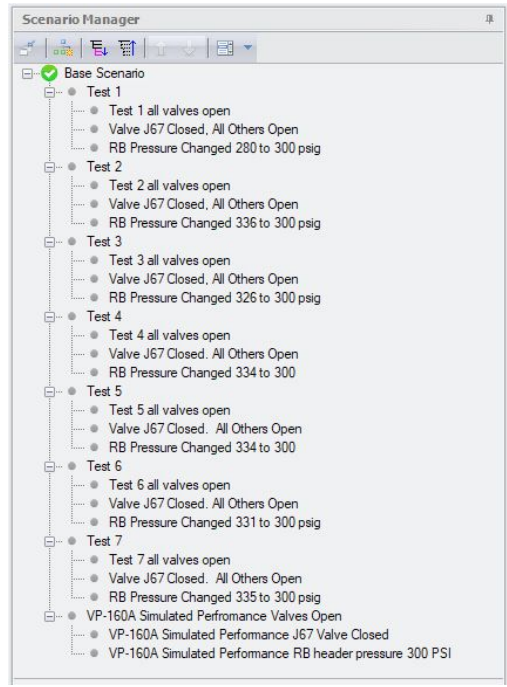 Scenario Manager
Base Scenario
Test 1
Test 1 all valves open
Valve J67 Closed, All Others Open
RB Pressure Changed 280 to 300 psig
Test 2
Test 2 all valves open
Valve J67 Closed, All Others Open
RB Pressure Changed 336 to 300 psig
Test 3
Test 3 all valves open
Valve J67 Closed, All Others Open
RB Pressure Changed 326 to 300 psig
Test 4
Test 4 all valves open
Valve J67 Closed. All Others Open
RB Pressure Changed 334 to 300
Test 5
Test 5 all valves open
Valve J67 Closed.  All Others Open
RB Pressure Changed 334 to 300
Test 6
Test 6 all valves open
Valve J67 Closed. All Others Open
RB Pressure Changed 331 to 300 psig
Test 7
Test 7 all valves open
Valve J67 Closed.  All Others Open
RB Pressure Changed 335 to 300 psig
VP-160A Simulated Perfromance Valves Open
VP-160A Simulated Performance J67 Valve Closed
VP-160A Simulated Performance RB header pressure 300 PSI